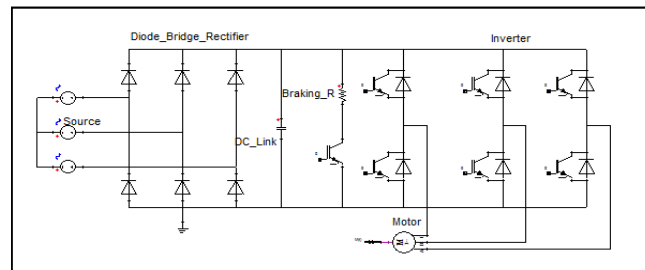 Diode_Bridge_Rectifier
Inverter
Braking_R
Source
DC_Link
Motor